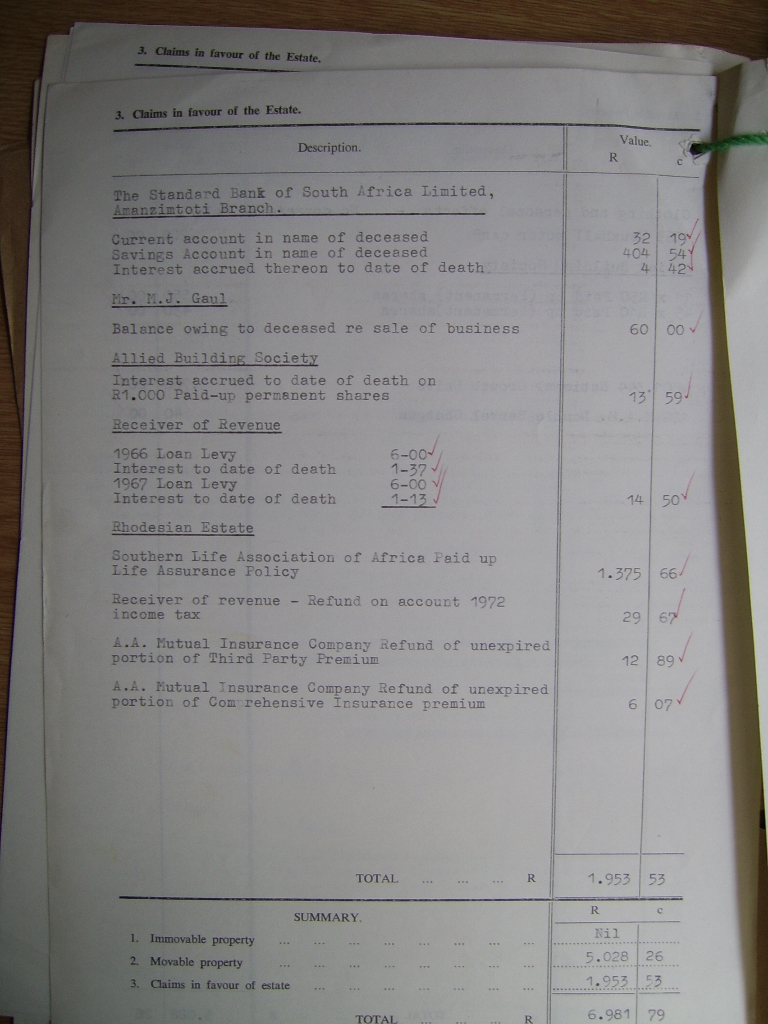 3. Claims in favour of the Estate.
3. Claims in favour of the Estate.
Description. Value.
R c
The Standard Bank of South Africa Limited,
Amanzimtoti Branch.
Current account in name of deceased 32 19
Savings Account in name of deceased 404 54
Interest accrued thereon to date of death 4 42
Mr. M.J. Gaul
Balance owing to deceased re sale of business 60 00
Allied Building Society
Interest accrued to date of death on
R1.000 Paid-up permanent shares 13 59
Receiver of Revenue
1966 Loan Levy 6-00
Interest to date of death 1-37
1967 Loan Levy 6-00
Interest to date of death 1-13 14 50
Rhodesian Estate
Southern Life Association of Africa Paid up
Life Assurance Policy 1.375 66
Receiver of revenue - Refund on account 1972
income tax 29 67
A.A. Mutual Insurance Company Refund of unexpired
portion of Third Party Premium 12 89
A.A. Mutual Insurance Company Refund of unexpired
portion of Com rehensive Insurance premium 6 07
TOTAL ... ... ... R 1.953 53
SUMMARY. R c
1. Immovable property ... ... ... ... ... ... ... ... Nil
2. Movable property ... ... ... ... ... ... ... ... 5.028 26
3. Claims in favour of estate ... ... ... ... ... ... ... 1.953 53
TOTAL ... ... ... R 6.981 79